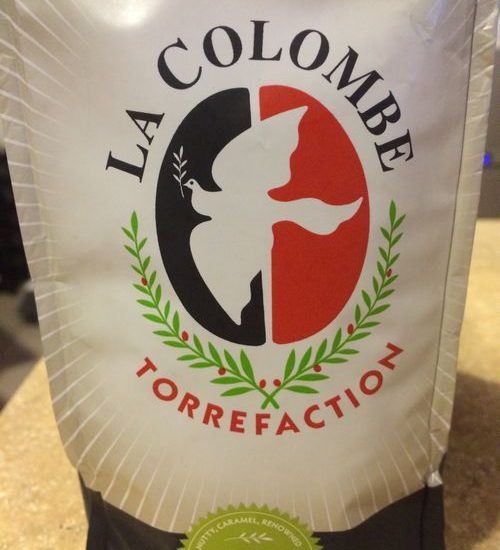 LA COLOMBE
TORREFACTION
NUTTY, CARAMEL, RENOWNED